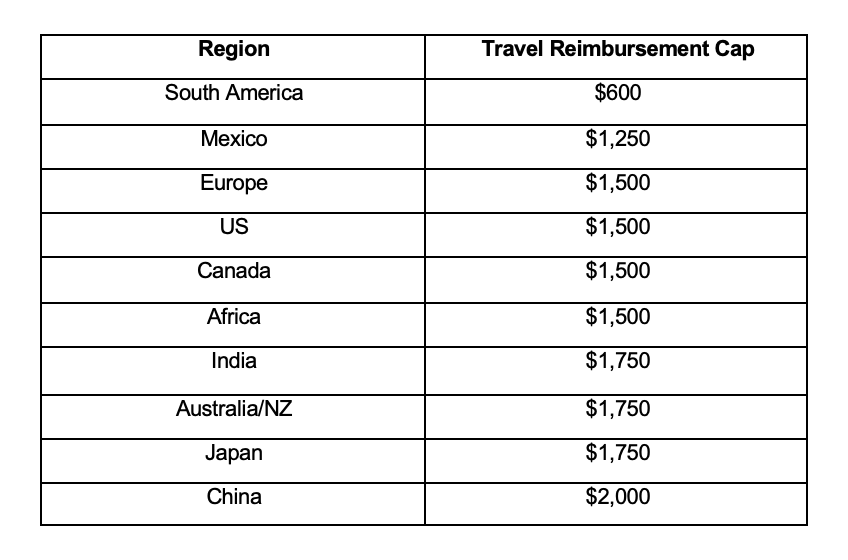 Region Travel Reimbursement Cap
South America $600
Mexico $1,250
Europe $1,500
US $1,500
Canada $1,500
Africa $1,500
India $1,750
Australia/NZ $1,750
Japan $1,750
China $2,000